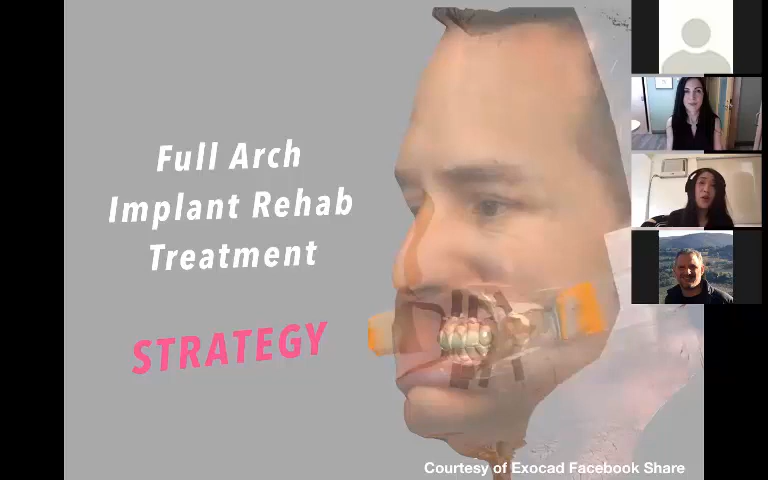 Full Arch
Implant Rehab
Treatment
STRATEGY
Courtesy of Exocad Facebook Share